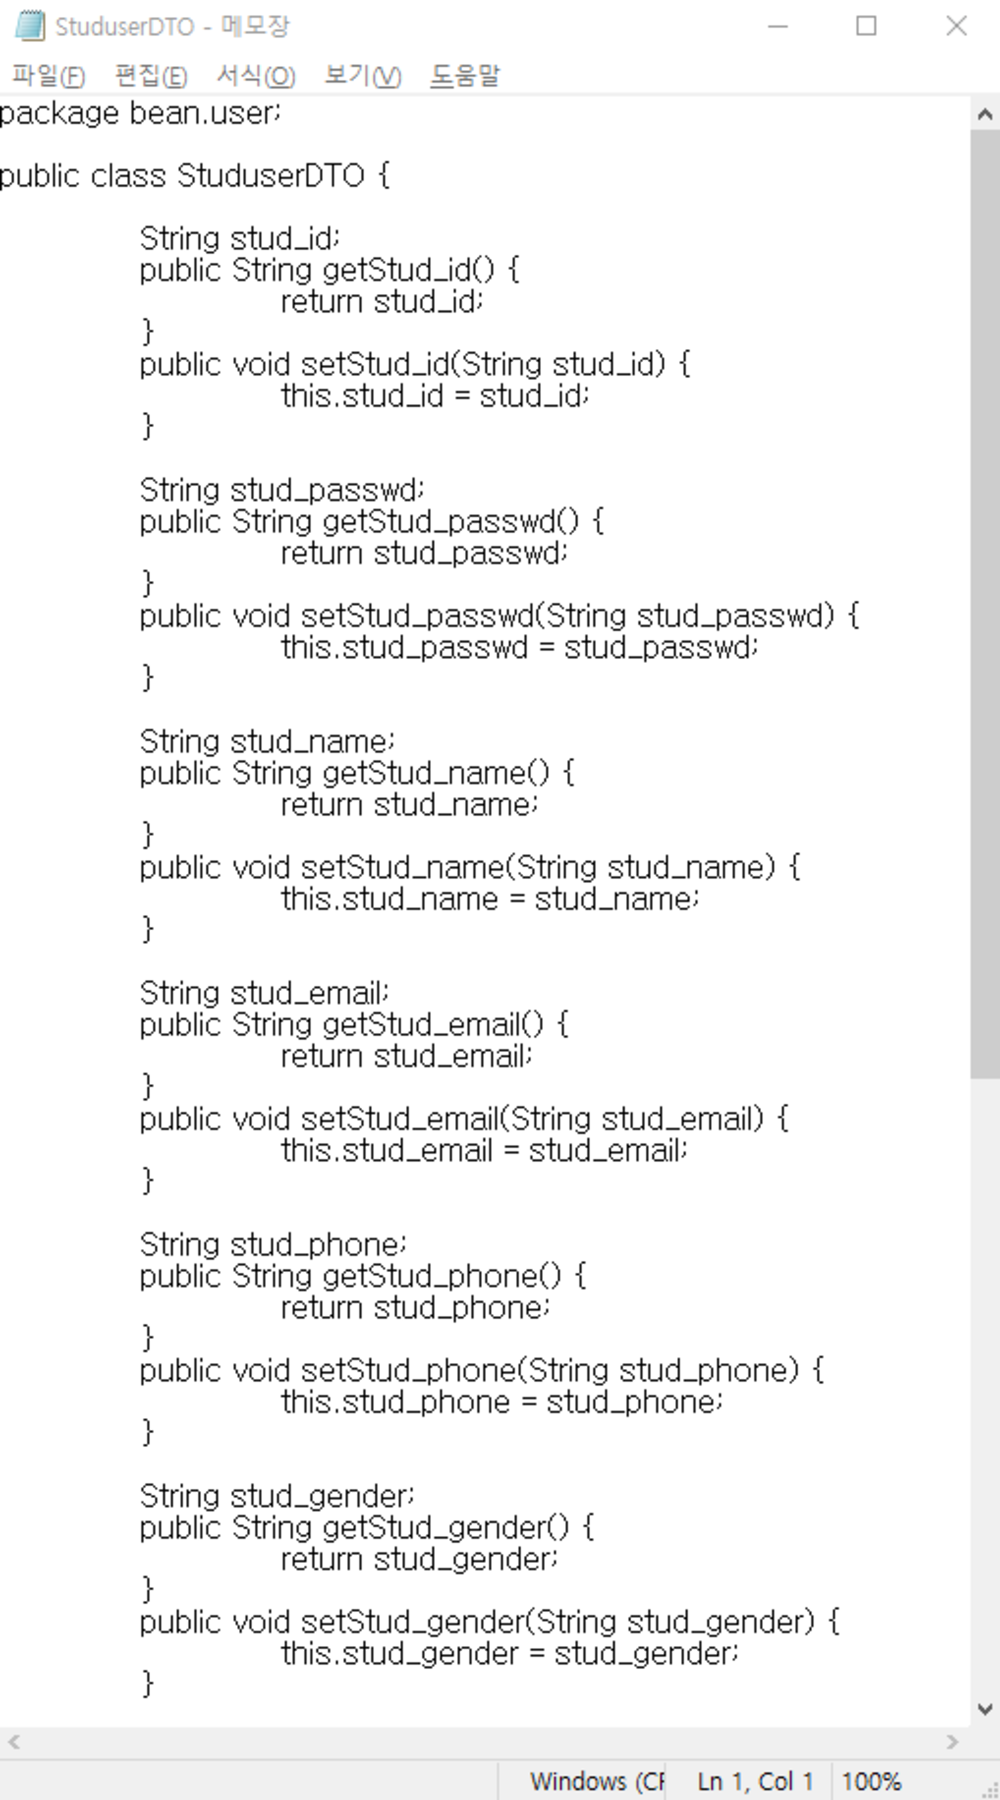 StuduserDTO - 메모장
파일(F) 편집(E) 서식(O) 보기(V) 도움말
package bean.user;

public class StuduserDTO {

	String stud_id;
	public String getStud_id() {
		return stud_id;
	}
	public void setStud_id(String stud_id) {
		this.stud_id = stud_id;
	}

	String stud_passwd;
	public String getStud_passwd() {
		return stud_passwd;
	}
	public void setStud_passwd(String stud_passwd) {
		this.stud_passwd = stud_passwd;
	}

	String stud_name;
	public String getStud_name() {
		return stud_name;
	}
	public void setStud_name(String stud_name) {
		this.stud_name = stud_name;
	}

	String stud_email;
	public String getStud_email() {
		return stud_email;
	}
	public void setStud_email(String stud_email) {
		this.stud_email = stud_email;
	}

	String stud_phone;
	public String getStud_phone() {
		return stud_phone;
	}
	public void setStud_phone(String stud_phone) {
		this.stud_phone = stud_phone;
	}

	String stud_gender;
	public String getStud_gender() {
		return stud_gender;
	}
	public void setStud_gender(String stud_gender) {
		this.stud_gender = stud_gender;
	}
Windows (CF Ln 1, Col 1 100%